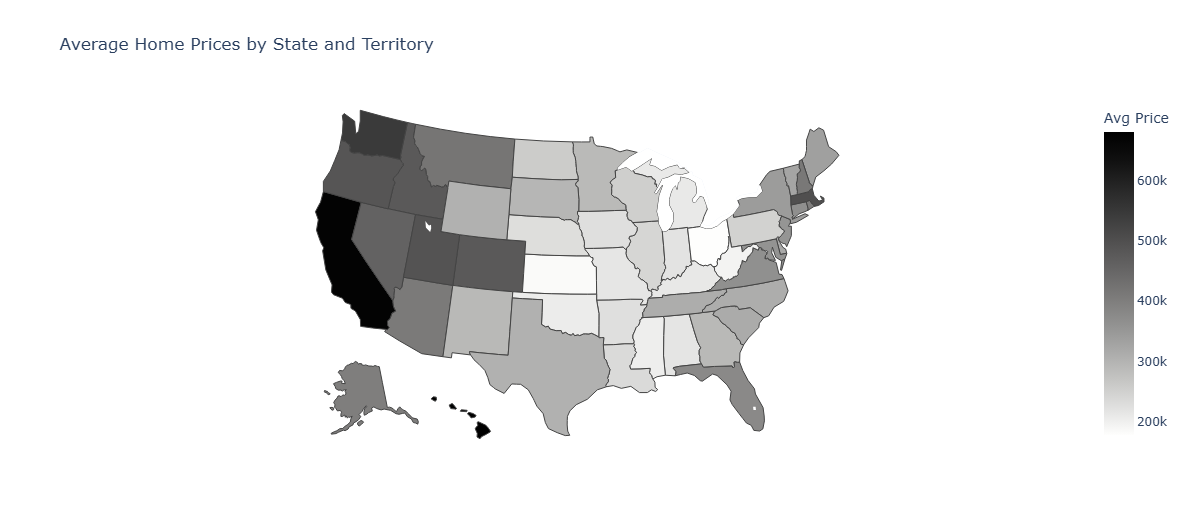 Average Home Prices by State and Territory
Avg Price
600k
500k
400k
300k
200k